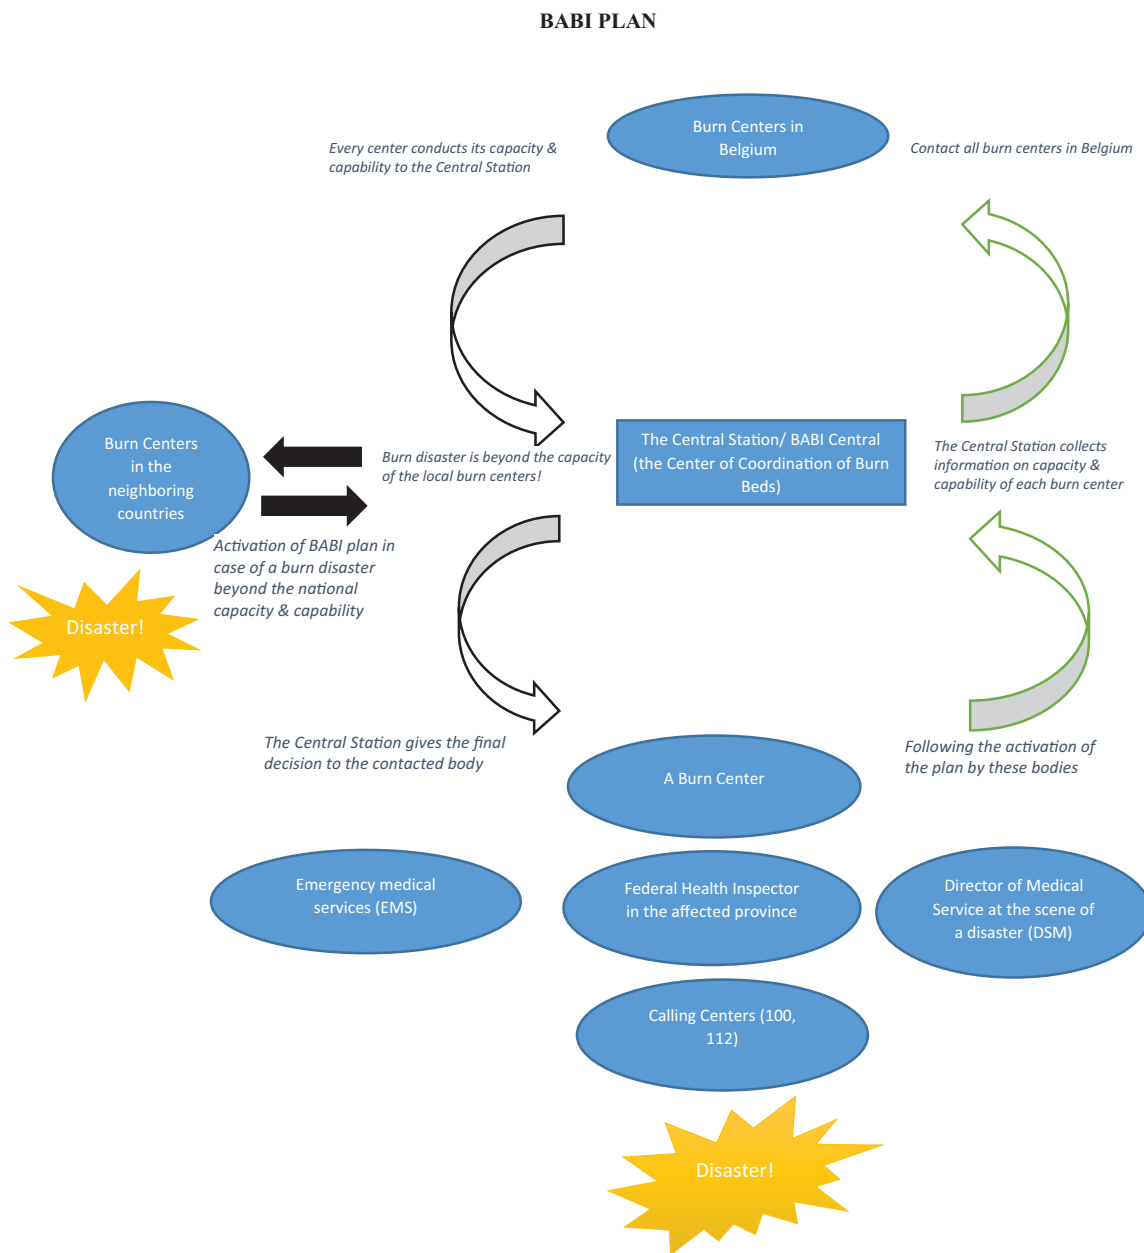 BABI PLAN
Burn Centers in
Belgium
Every center conducts its capacity &
capability to the Central Station
Contact all burn centers in Belgium
Burn Centers
in the
neighboring
countries
Burn disaster is beyond the capacity
of the local burn centers!
The Central Station/ BABI Central
(the Center of Coordination of Burn
Beds)
The Central Station collects
information on capacity &
capability of each burn center
Activation of BABI plan in
case of a burn disaster
beyond the national
capacity & capability
Disaster!
The Central Station gives the final
decision to the contacted body
Following the activation of
the plan by these bodies
A Burn Center
Emergency medical
services (EMS)
Federal Health Inspector
in the affected province
Director of Medical
Service at the scene of
a disaster (DSM)
Calling Centers (100,
112)
Disaster!